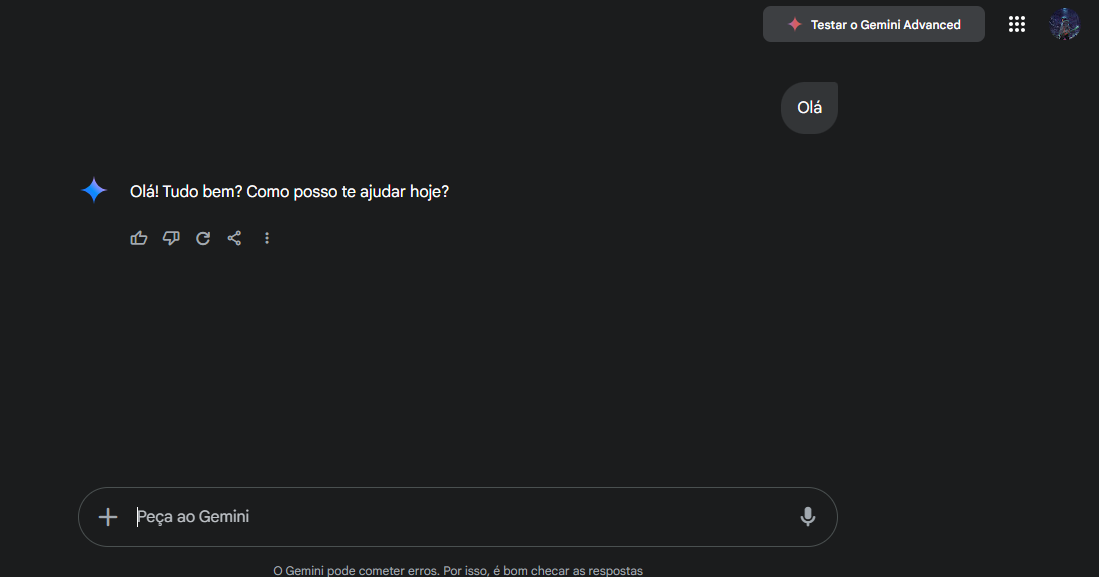 Testar o Gemini Advanced
Olá
Olá! Tudo bem? Como posso te ajudar hoje?
Peça ao Gemini
O Gemini pode cometer erros. Por isso, é bom checar as respostas